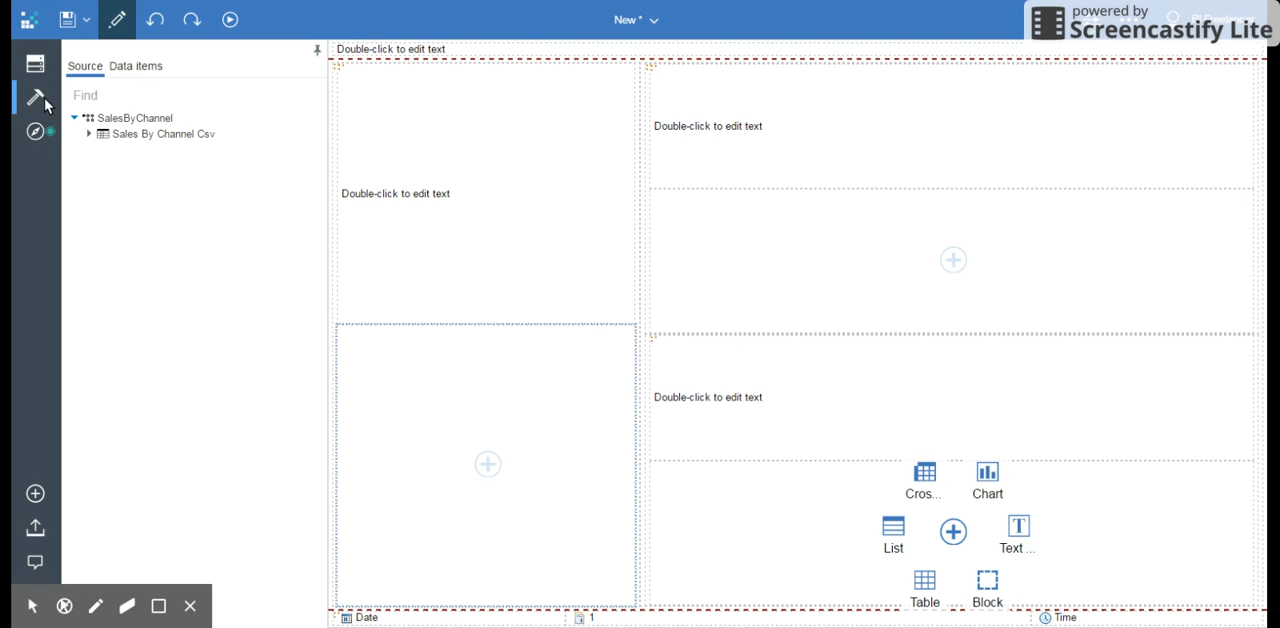 New *
powered by
Screencastify Lite
Source Data items
Find
SalesByChannel
Sales By Channel Csv
Double-click to edit text
Double-click to edit text
Double-click to edit text
Double-click to edit text
Cros... Chart
List Text ...
Table Block
Date 1 Time